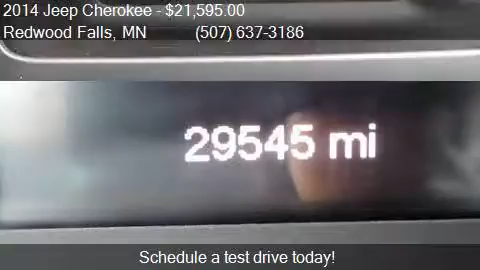 2014 Jeep Cherokee - $21,595.00
Redwood Falls, MN (507) 637-3186
29545 mi
Schedule a test drive today!